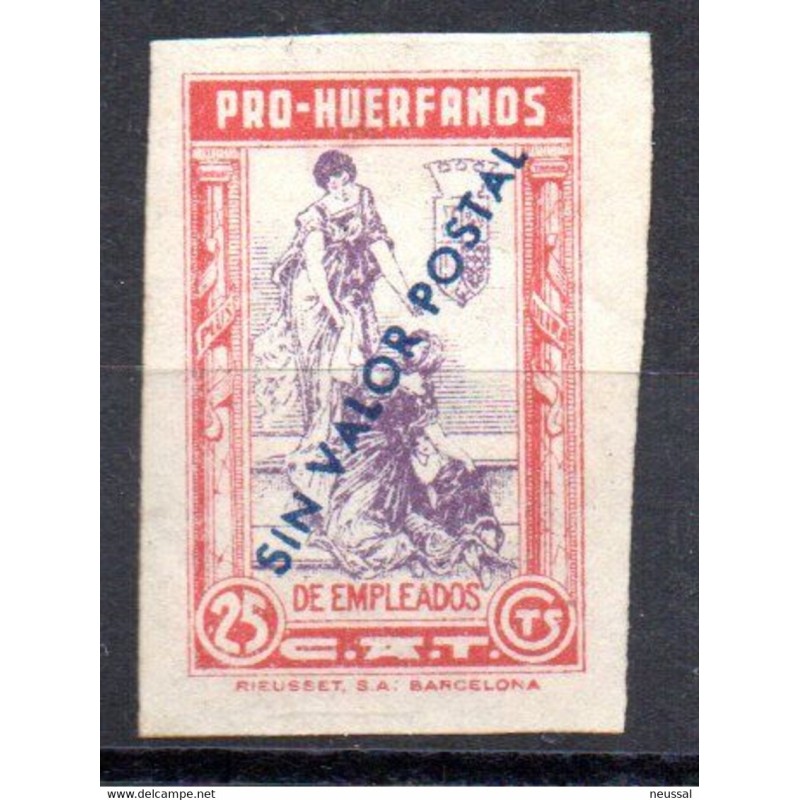 PRO-HUERFANOS
SIN VALOR POSTAL
DE EMPLEADOS
25 CTS
C.A.T.
RIEUSSET, S.A. BARCELONA
www.delcampe.net
neussal